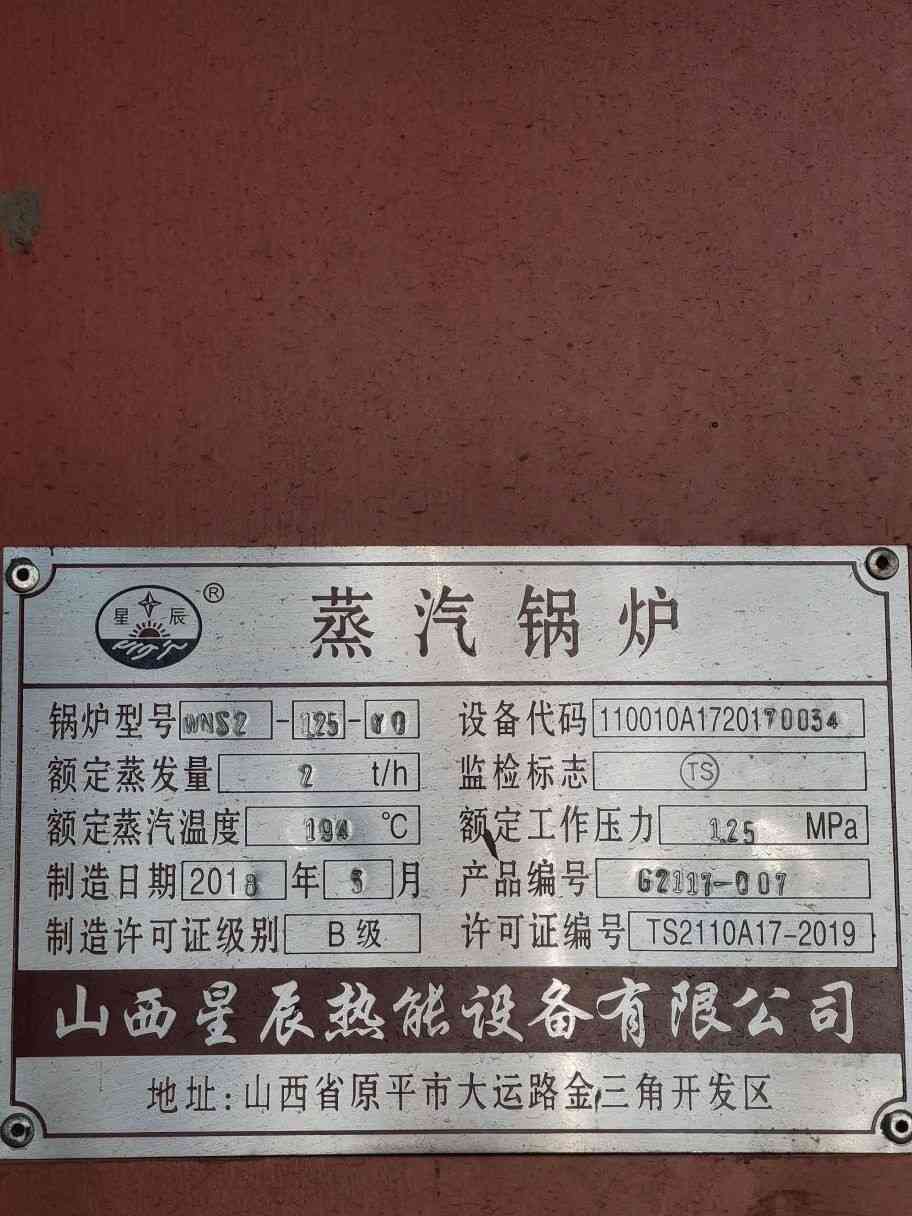 星辰 ®
蒸汽锅炉
锅炉型号 WNS2-1.25-YQ 设备代码 110010A1720170034
额定蒸发量 2 t/h 监检标志 TS
额定蒸汽温度 194 ℃ 额定工作压力 1.25 MPa
制造日期 2018 年 5 月 产品编号 G2117-007
制造许可证级别 B级 许可证编号 TS2110A17-2019
山西星辰热能设备有限公司
地址:山西省原平市大运路金三角开发区